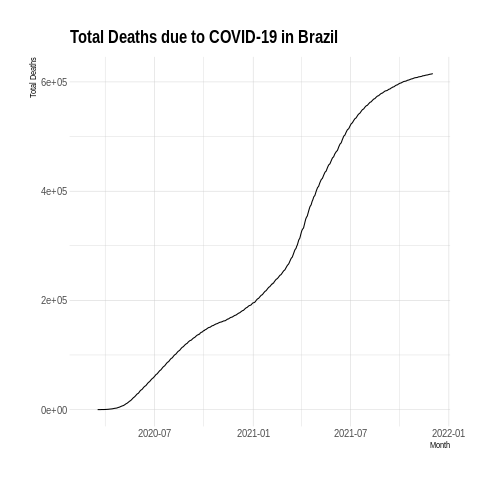 Total Deaths due to COVID-19 in Brazil
Total Deaths
6e+05
4e+05
2e+05
0e+00
2020-07 2021-01 2021-07 2022-01
Month